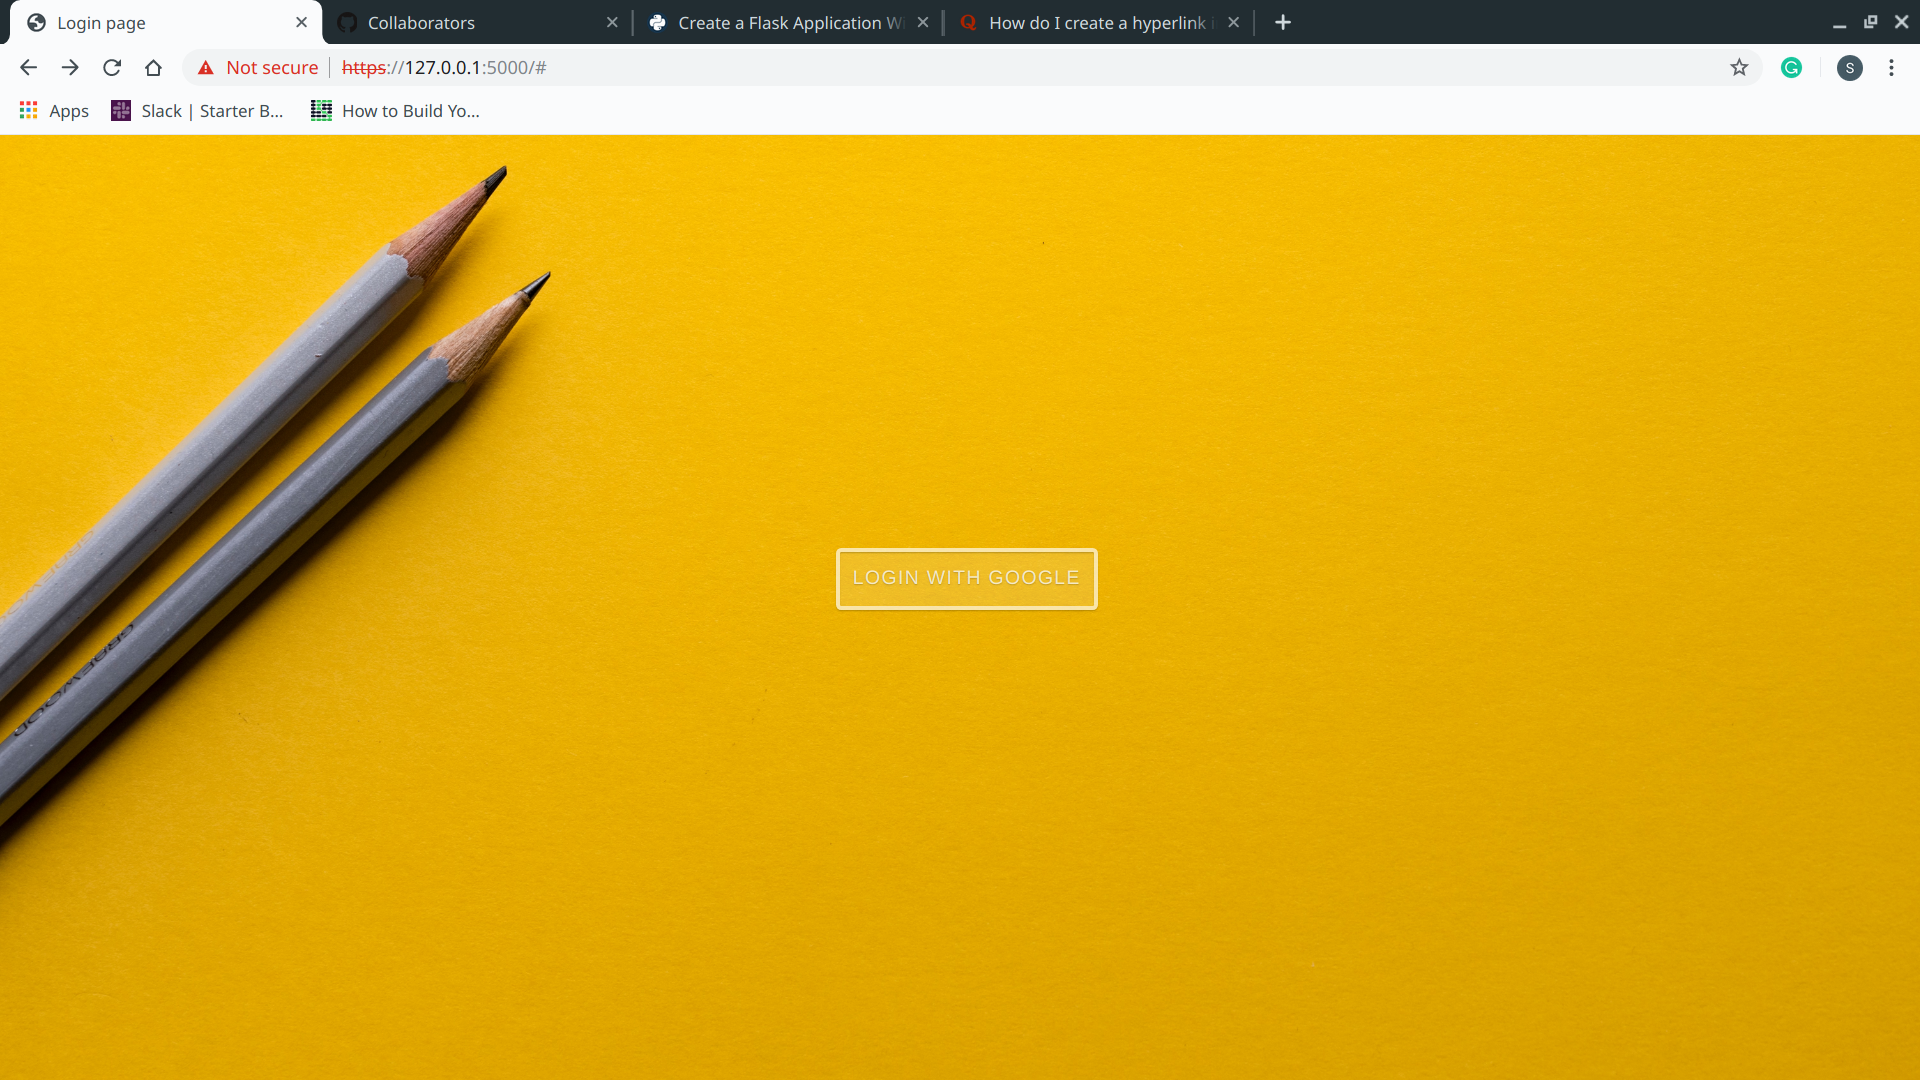 Login page
Collaborators
Create a Flask Application W
How do I create a hyperlink i
Not secure
https://127.0.0.1:5000/#
S
Apps
Slack | Starter B...
How to Build Yo...
LOGIN WITH GOOGLE